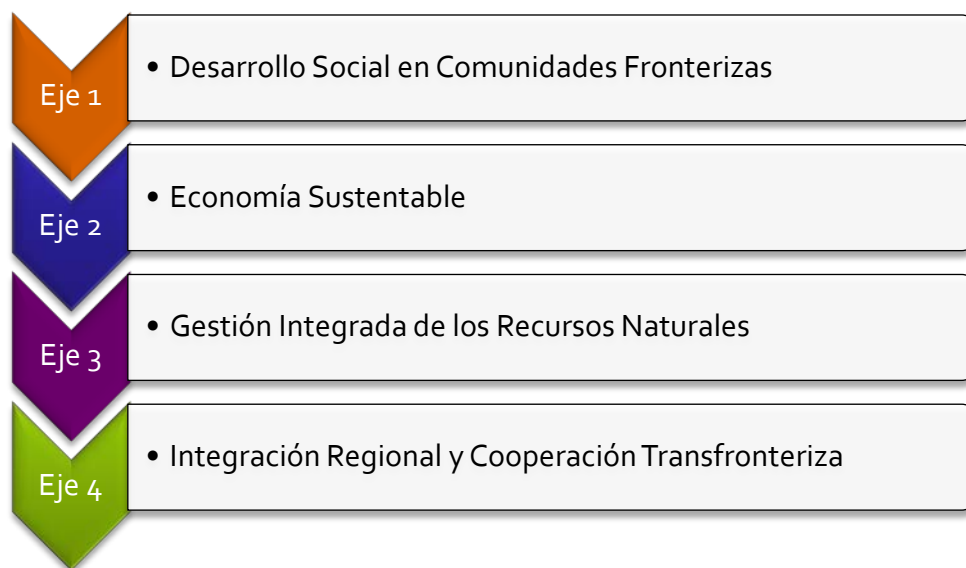 Eje 1
• Desarrollo Social en Comunidades Fronterizas
Eje 2
• Economía Sustentable
Eje 3
• Gestión Integrada de los Recursos Naturales
Eje 4
• Integración Regional y Cooperación Transfronteriza